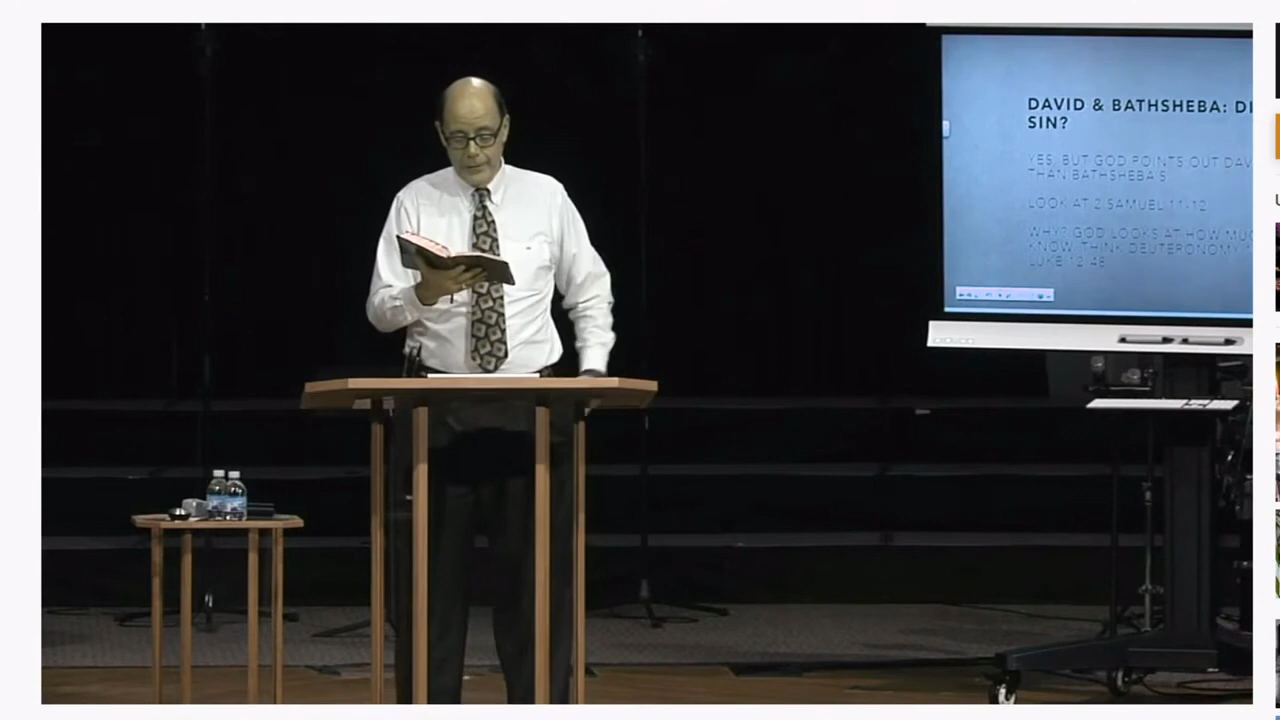 DAVID & BATHSHEBA: DI
SIN?
YES, BUT GOD POINTS OUT DAV
THAN BATHSHEBA'S
LOOK AT 2 SAMUEL 11-12
WHY? GOD LOOKS AT HOW MUC
KNOW. THINK DEUTERONOMY
LUKE 12:48
U